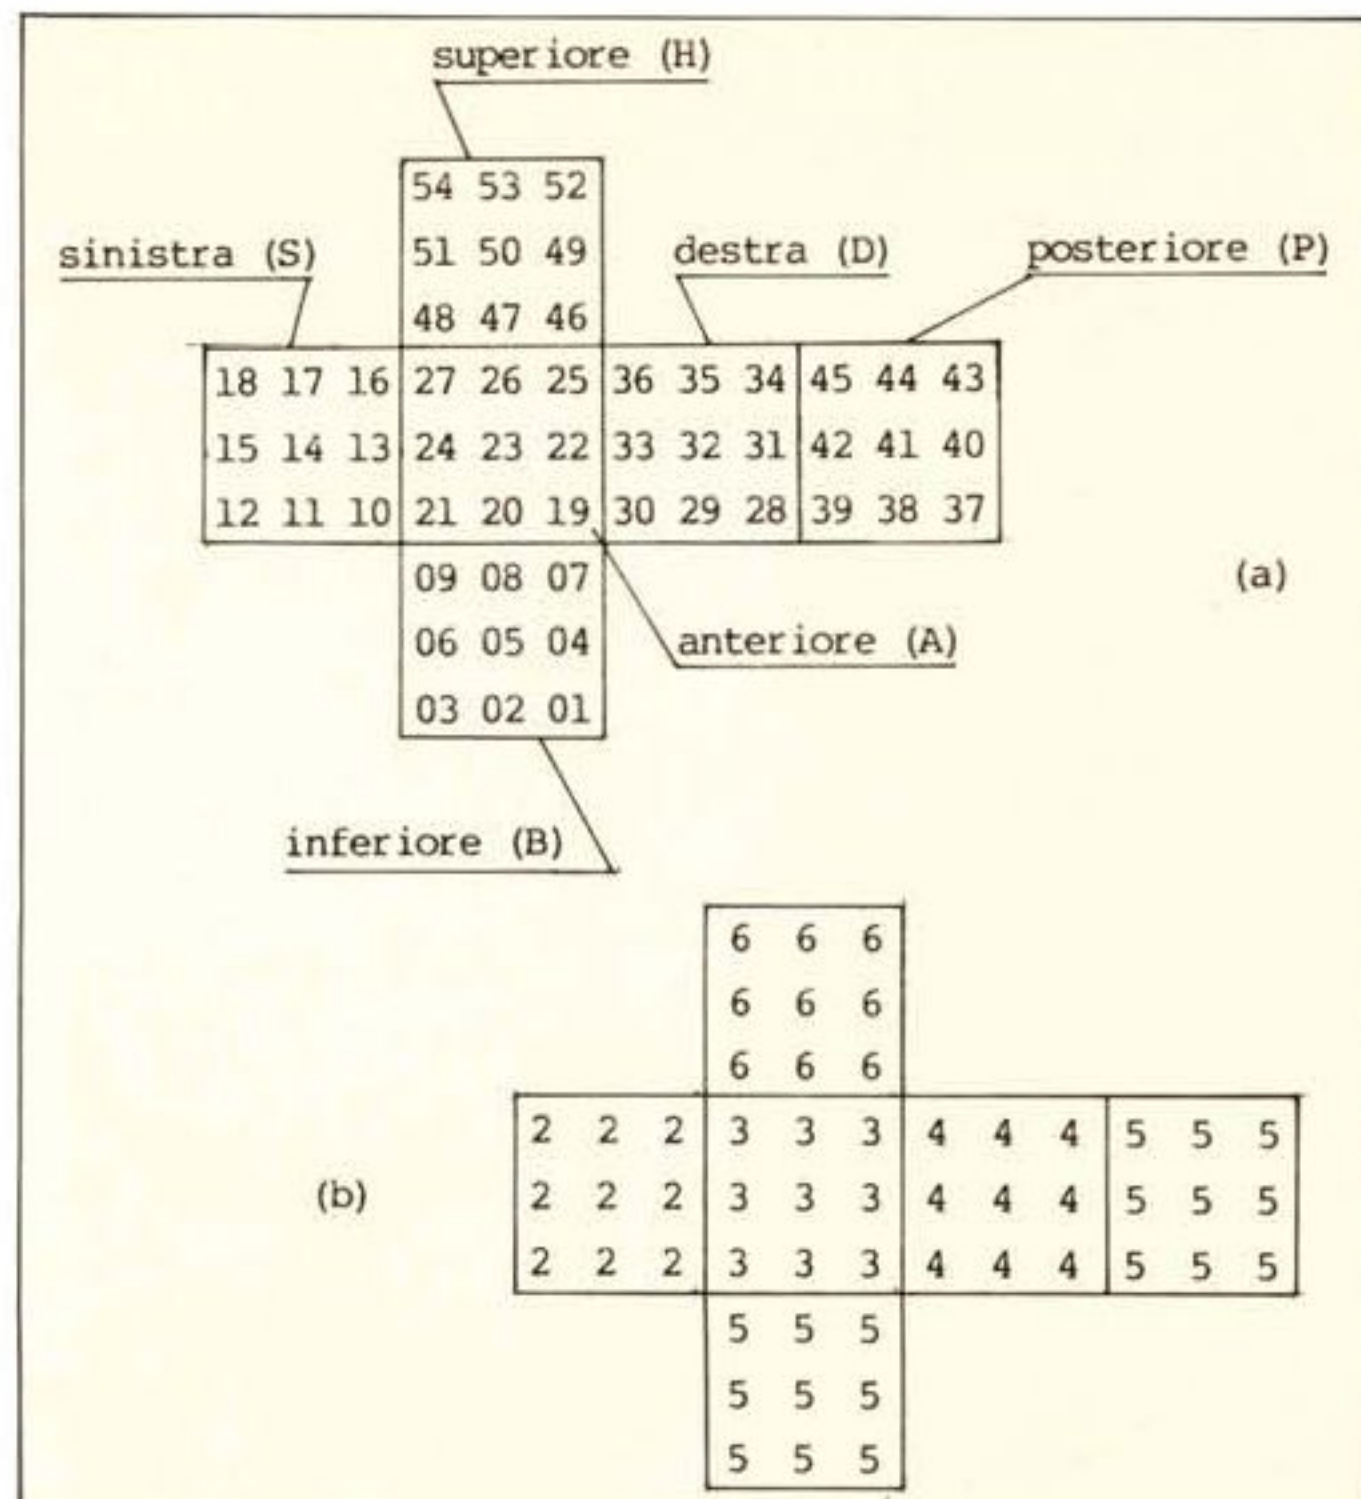 superiore (H)
54 53 52
sinistra (S) 51 50 49 destra (D) posteriore (P)
48 47 46
18 17 16 27 26 25 36 35 34 45 44 43
15 14 13 24 23 22 33 32 31 42 41 40
12 11 10 21 20 19 30 29 28 39 38 37
09 08 07 (a)
06 05 04 anteriore (A)
03 02 01
inferiore (B)
6 6 6
6 6 6
6 6 6
2 2 2 3 3 3 4 4 4 5 5 5
(b) 2 2 2 3 3 3 4 4 4 5 5 5
2 2 2 3 3 3 4 4 4 5 5 5
5 5 5
5 5 5
5 5 5